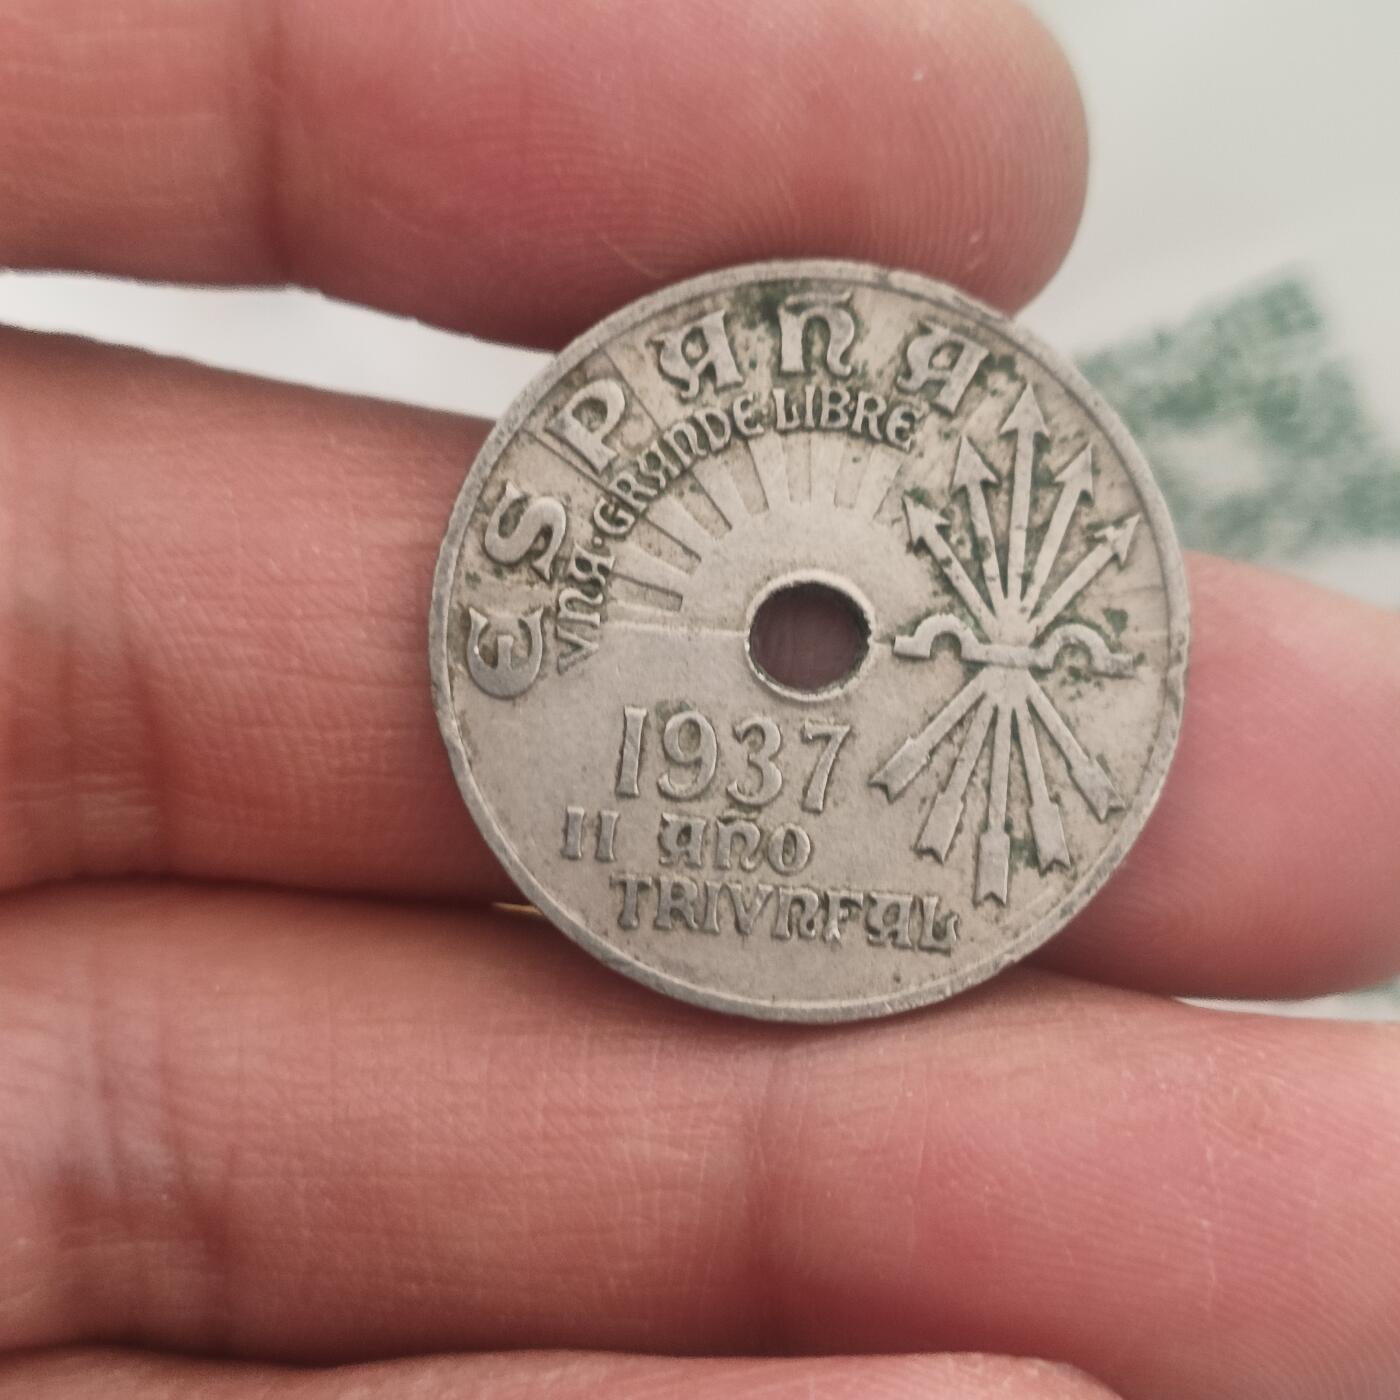 ESPAÑA
VNA·GRANDE LIBRE
1937
II AÑO
TRIVNFAL